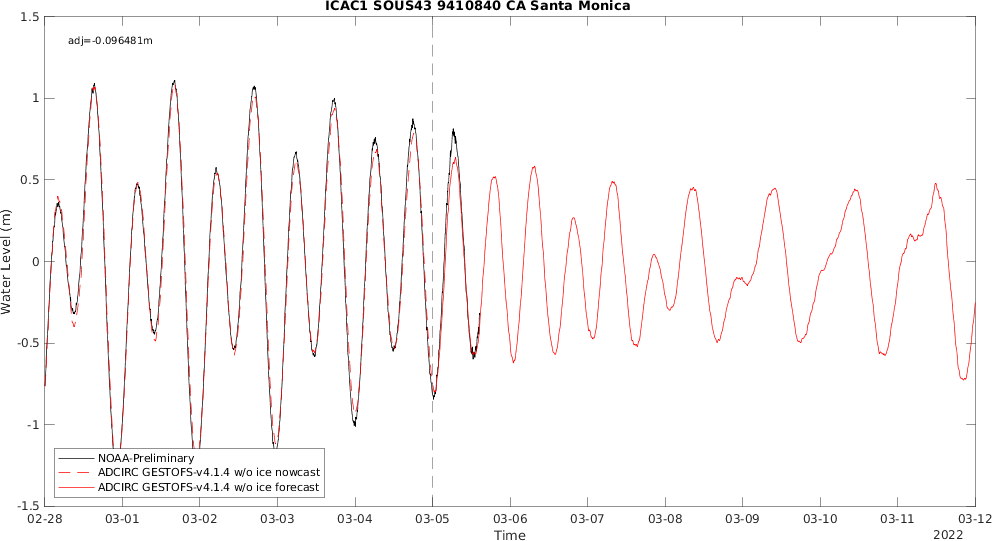 ICAC1 SOUS43 9410840 CA Santa Monica
adj=-0.096481m
1.5
1
0.5
0
-0.5
-1
-1.5
Water Level (m)
NOAA-Preliminary
ADCIRC GESTOFS-v4.1.4 w/o ice nowcast
ADCIRC GESTOFS-v4.1.4 w/o ice forecast
02-28 03-01 03-02 03-03 03-04 03-05 03-06 03-07 03-08 03-09 03-10 03-11 03-12
Time
2022